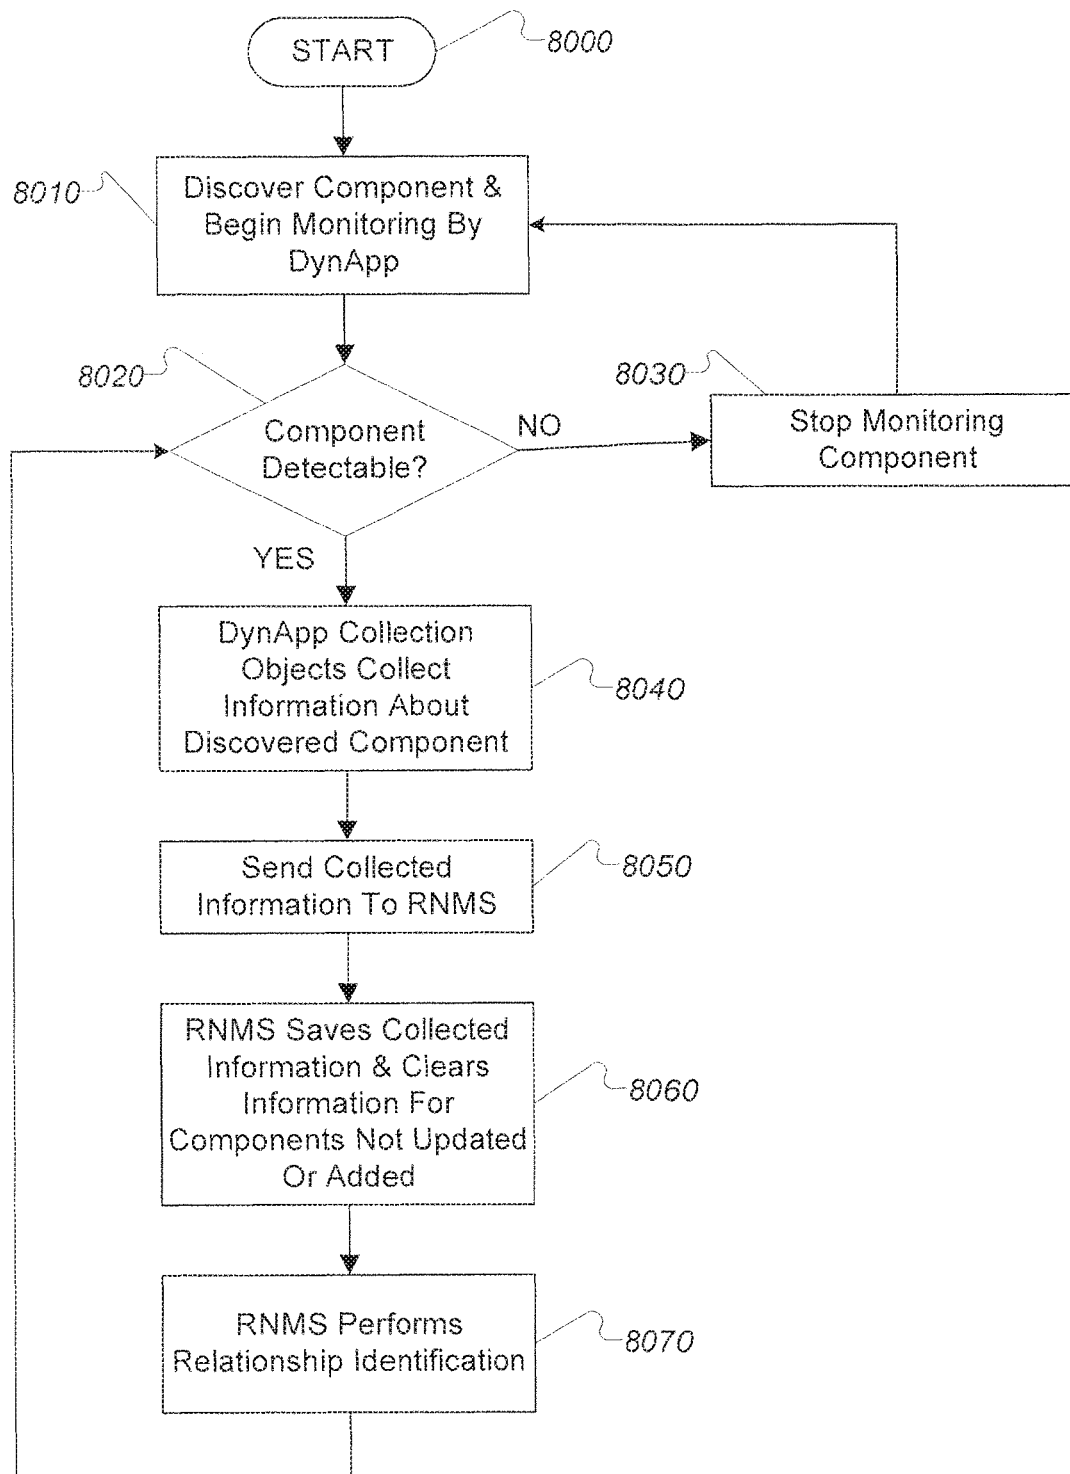 START
8000
8010
Discover Component &
Begin Monitoring By
DynApp
8020
Component
Detectable?
NO
8030
Stop Monitoring
Component
YES
DynApp Collection
Objects Collect
Information About
Discovered Component
8040
Send Collected
Information To RNMS
8050
RNMS Saves Collected
Information & Clears
Information For
Components Not Updated
Or Added
8060
RNMS Performs
Relationship Identification
8070